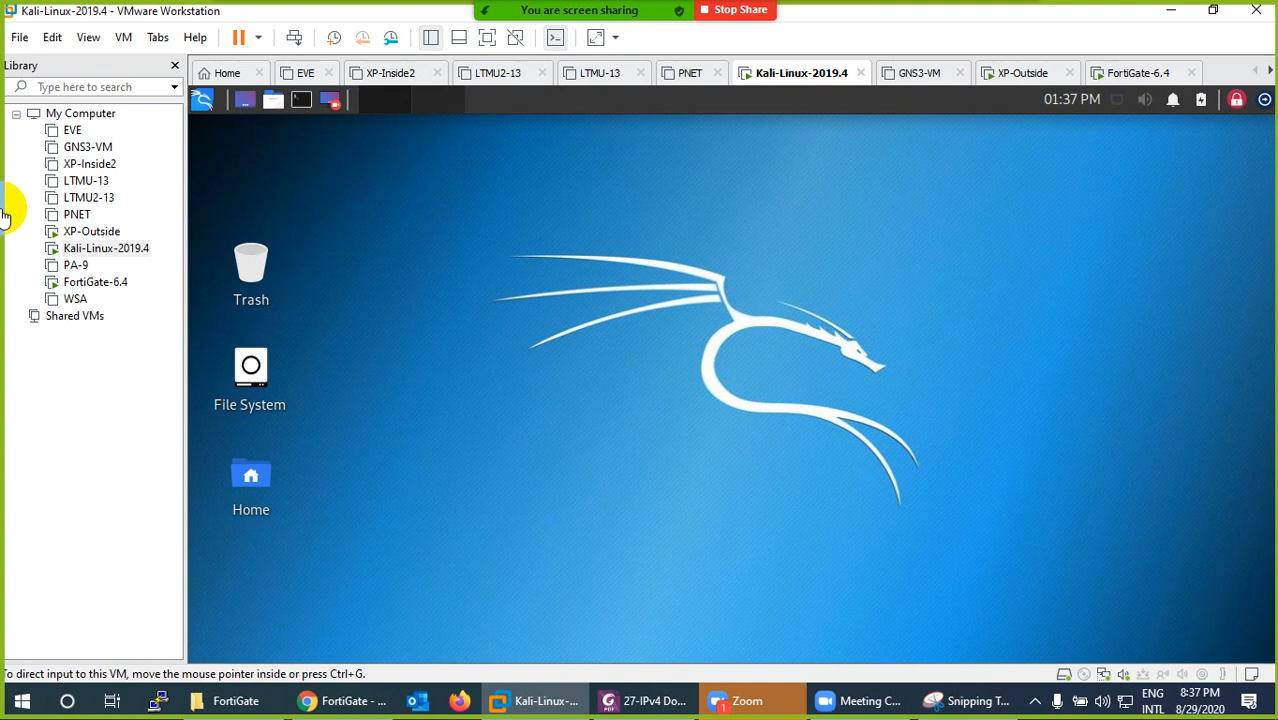 Kali-Linux-2019.4 - VMware Workstation
You are screen sharing
Stop Share
File Edit View VM Tabs Help
Library
Type here to search
Home EVE XP-Inside2 LTMU2-13 LTMU-13 PNET Kali-Linux-2019.4 GNS3-VM XP-Outside FortiGate-6.4
My Computer
EVE
GNS3-VM
XP-Inside2
LTMU-13
LTMU2-13
PNET
XP-Outside
Kali-Linux-2019.4
PA-9
FortiGate-6.4
WSA
Shared VMs
01:37 PM
Trash
File System
Home
To direct input to this VM, move the mouse pointer inside or press Ctrl+G.
FortiGate
FortiGate - ...
Kali-Linux-...
27-IPv4 Do...
1
Zoom
Meeting C...
Snipping T...
ENG
INTL
8:37 PM
8/29/2020